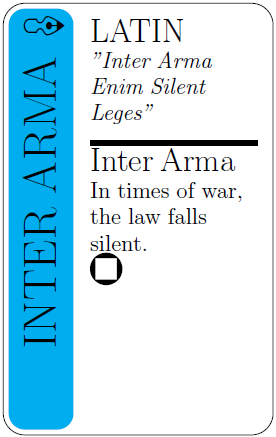 INTER ARMA
LATIN
"Inter Arma
Enim Silent
Leges"
Inter Arma
In times of war,
the law falls
silent.